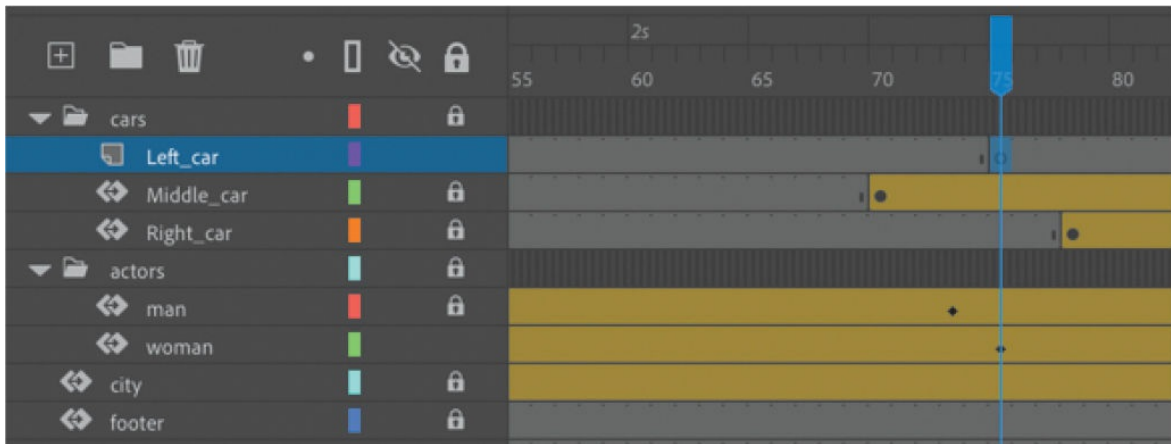 2s
55 60 65 70 75 80
cars
Left_car
Middle_car
Right_car
actors
man
woman
city
footer